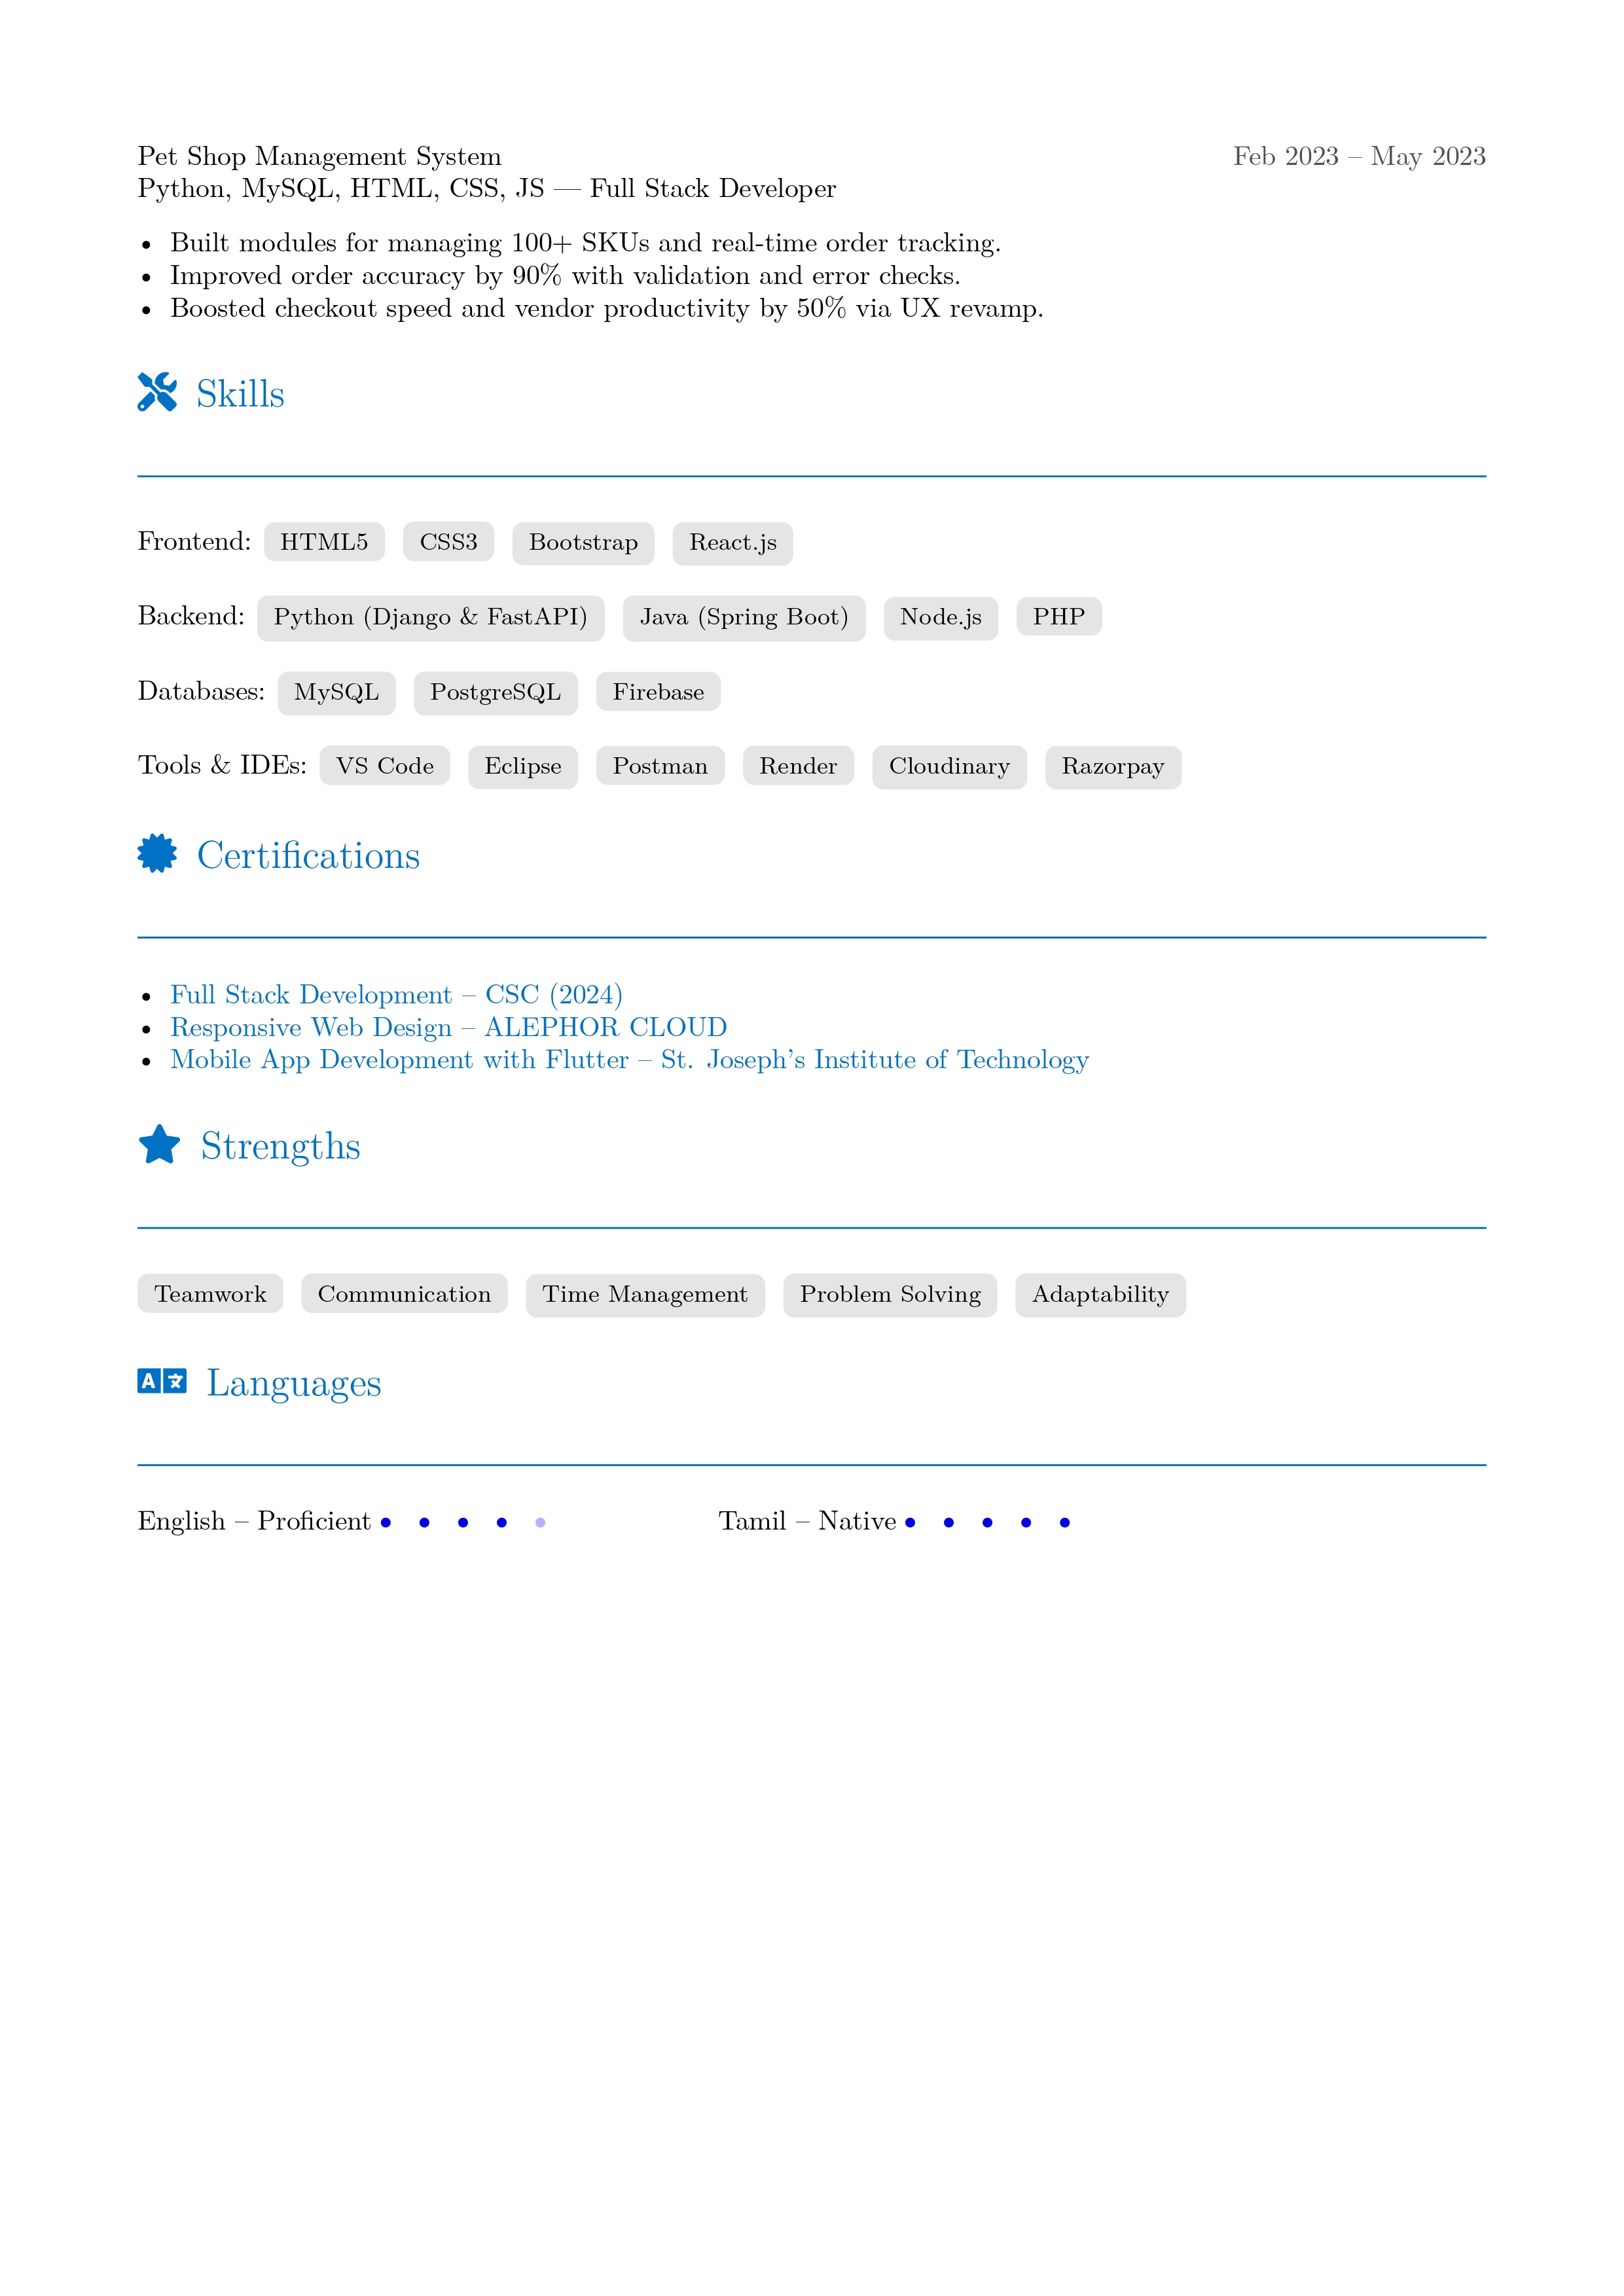 Pet Shop Management System Feb 2023 – May 2023
Python, MySQL, HTML, CSS, JS — Full Stack Developer
• Built modules for managing 100+ SKUs and real-time order tracking.
• Improved order accuracy by 90% with validation and error checks.
• Boosted checkout speed and vendor productivity by 50% via UX revamp.
Skills
Frontend: HTML5 CSS3 Bootstrap React.js
Backend: Python (Django & FastAPI) Java (Spring Boot) Node.js PHP
Databases: MySQL PostgreSQL Firebase
Tools & IDEs: VS Code Eclipse Postman Render Cloudinary Razorpay
Certifications
• Full Stack Development – CSC (2024)
• Responsive Web Design – ALEPHOR CLOUD
• Mobile App Development with Flutter – St. Joseph's Institute of Technology
Strengths
Teamwork Communication Time Management Problem Solving Adaptability
Languages
English – Proficient • • • • • Tamil – Native • • • • •